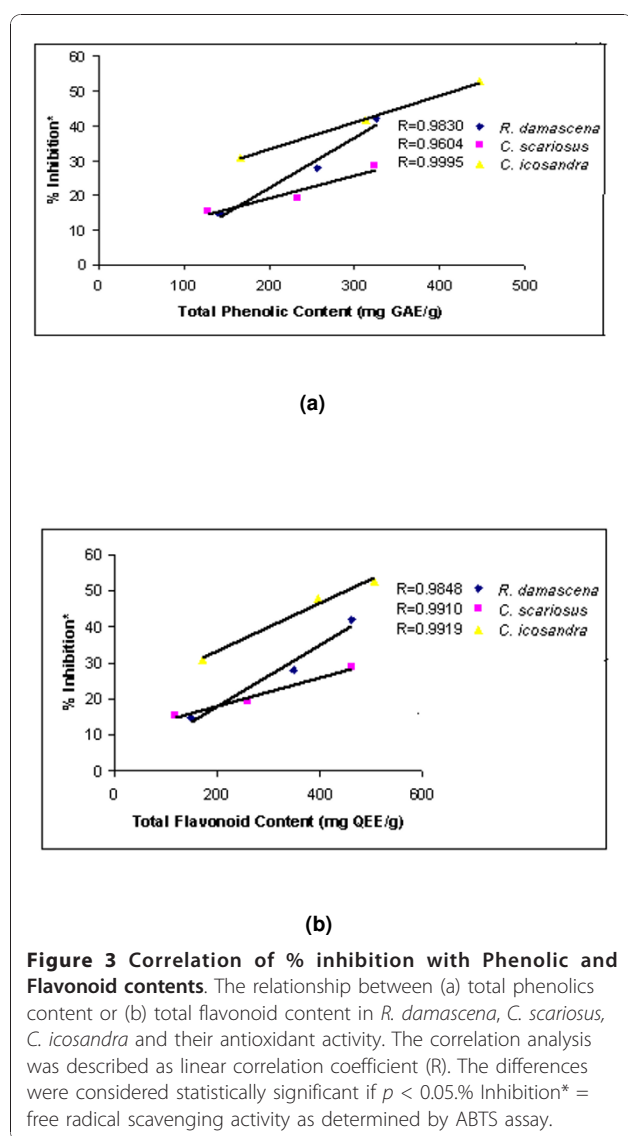 60
50
40
30
20
10
0
% Inhibition*
R=0.9830 R. damascena
R=0.9604 C. scariosus
R=0.9995 C. icosandra
0 100 200 300 400 500
Total Phenolic Content (mg GAE/g)
(a)
60
50
40
30
20
10
0
% Inhibition*
R=0.9848 R. damascena
R=0.9910 C. scariosus
R=0.9919 C. icosandra
0 200 400 600
Total Flavonoid Content (mg QEE/g)
(b)
Figure 3 Correlation of % inhibition with Phenolic and
Flavonoid contents. The relationship between (a) total phenolics
content or (b) total flavonoid content in R. damascena, C. scariosus,
C. icosandra and their antioxidant activity. The correlation analysis
was described as linear correlation coefficient (R). The differences
were considered statistically significant if p < 0.05.% Inhibition* =
free radical scavenging activity as determined by ABTS assay.